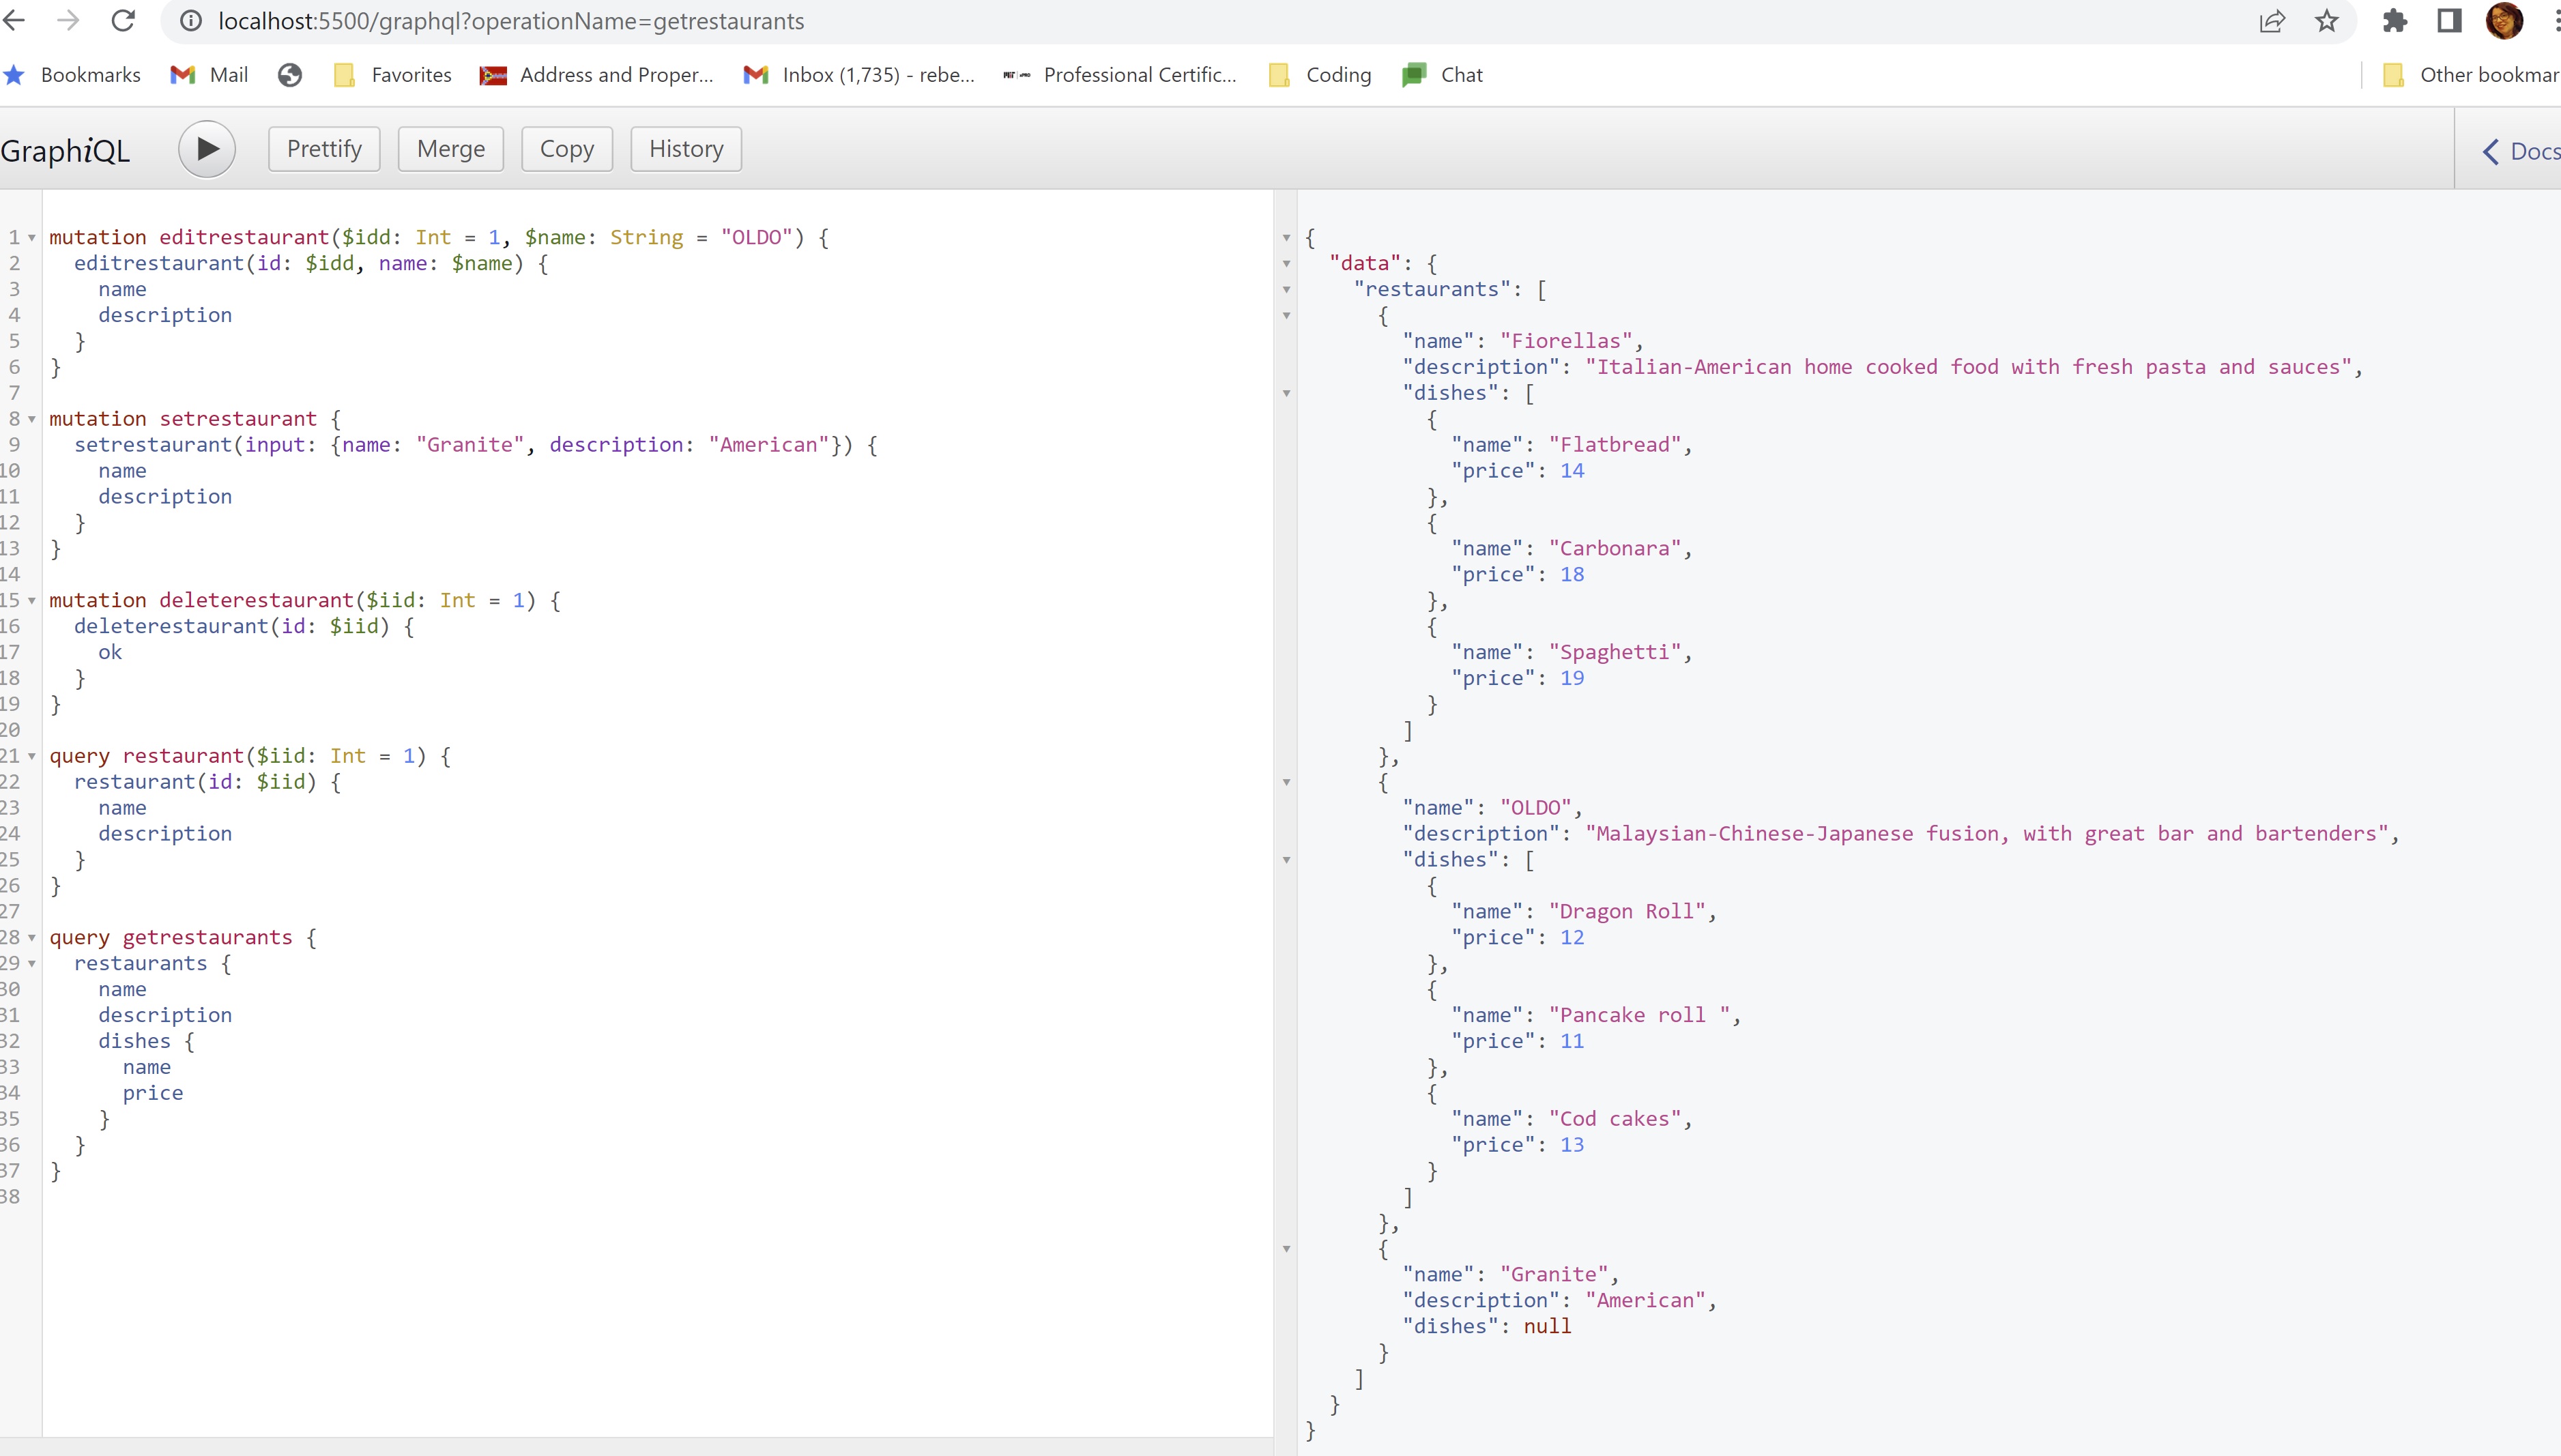 localhost:5500/graphql?operationName=getrestaurants
Bookmarks Mail Favorites Address and Proper... Inbox (1,735) - rebe... Professional Certific... Coding Chat Other bookmar
GraphiQL Prettify Merge Copy History Docs
1 mutation editrestaurant($idd: Int = 1, $name: String = "OLDO") {
2 editrestaurant(id: $idd, name: $name) {
3 name
4 description
5 }
6 }
7
8 mutation setrestaurant {
9 setrestaurant(input: {name: "Granite", description: "American"}) {
10 name
11 description
12 }
13 }
14
15 mutation deleterestaurant($iid: Int = 1) {
16 deleterestaurant(id: $iid) {
17 ok
18 }
19 }
20
21 query restaurant($iid: Int = 1) {
22 restaurant(id: $iid) {
23 name
24 description
25 }
26 }
27
28 query getrestaurants {
29 restaurants {
30 name
31 description
32 dishes {
33 name
34 price
35 }
36 }
37 }
38
{
"data": {
"restaurants": [
{
"name": "Fiorellas",
"description": "Italian-American home cooked food with fresh pasta and sauces",
"dishes": [
{
"name": "Flatbread",
"price": 14
},
{
"name": "Carbonara",
"price": 18
},
{
"name": "Spaghetti",
"price": 19
}
]
},
{
"name": "OLDO",
"description": "Malaysian-Chinese-Japanese fusion, with great bar and bartenders",
"dishes": [
{
"name": "Dragon Roll",
"price": 12
},
{
"name": "Pancake roll ",
"price": 11
},
{
"name": "Cod cakes",
"price": 13
}
]
},
{
"name": "Granite",
"description": "American",
"dishes": null
}
]
}
}